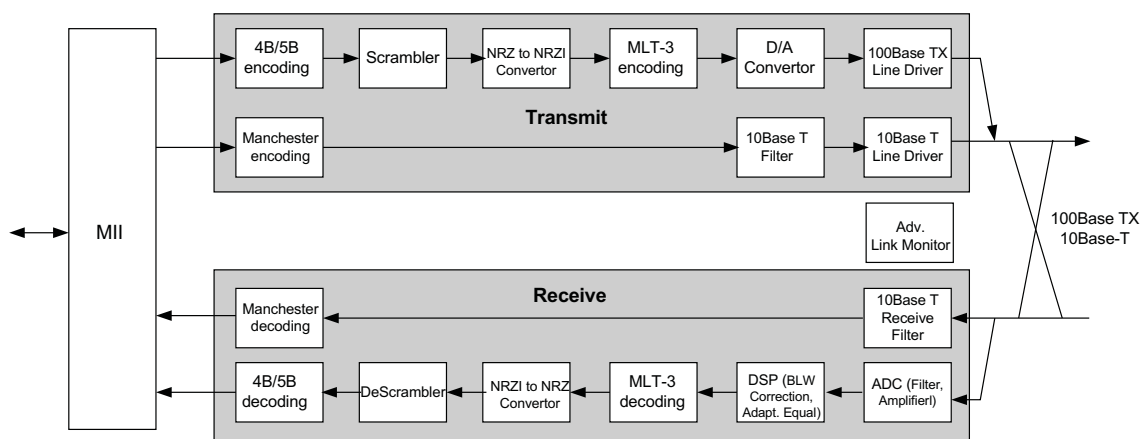 4B/5B
encoding
Scrambler
NRZ to NRZI
Convertor
MLT-3
encoding
D/A
Convertor
100Base TX
Line Driver
Transmit
Manchester
encoding
10Base T
Filter
10Base T
Line Driver
MII
Adv.
Link Monitor
100Base TX
10Base-T
Receive
Manchester
decoding
10Base T
Receive
Filter
4B/5B
decoding
DeScrambler
NRZI to NRZ
Convertor
MLT-3
decoding
DSP (BLW
Correction,
Adapt. Equal)
ADC (Filter,
Amplifierl)